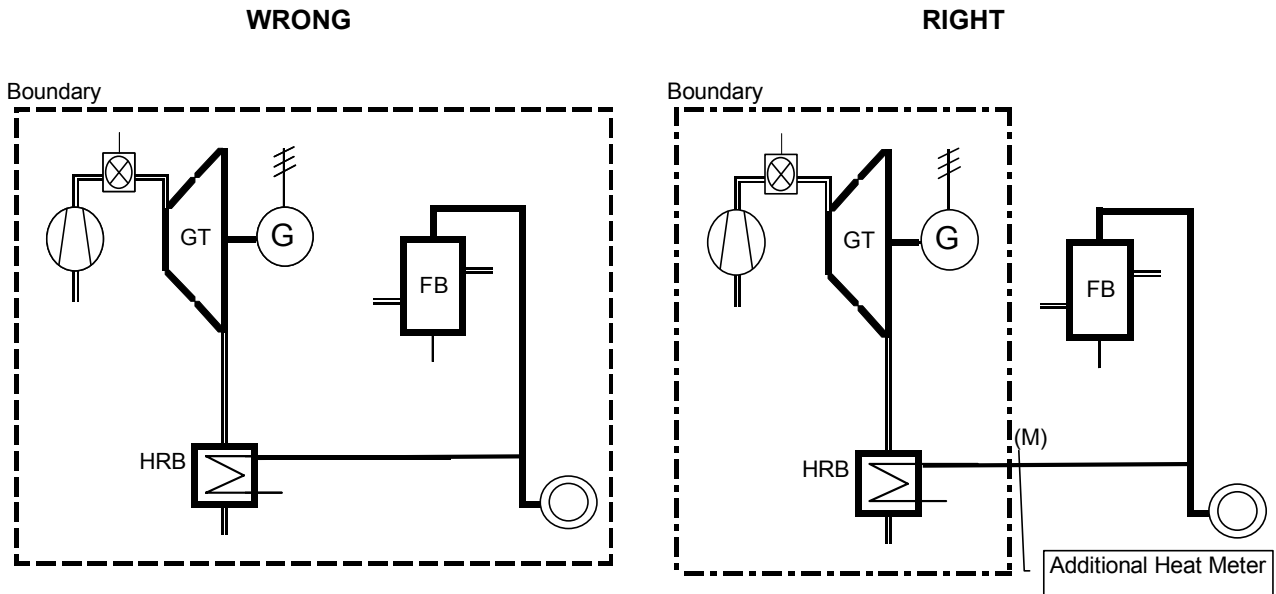 WRONG
RIGHT
Boundary
Boundary
GT
G
FB
HRB
GT
G
FB
(M)
HRB
Additional Heat Meter